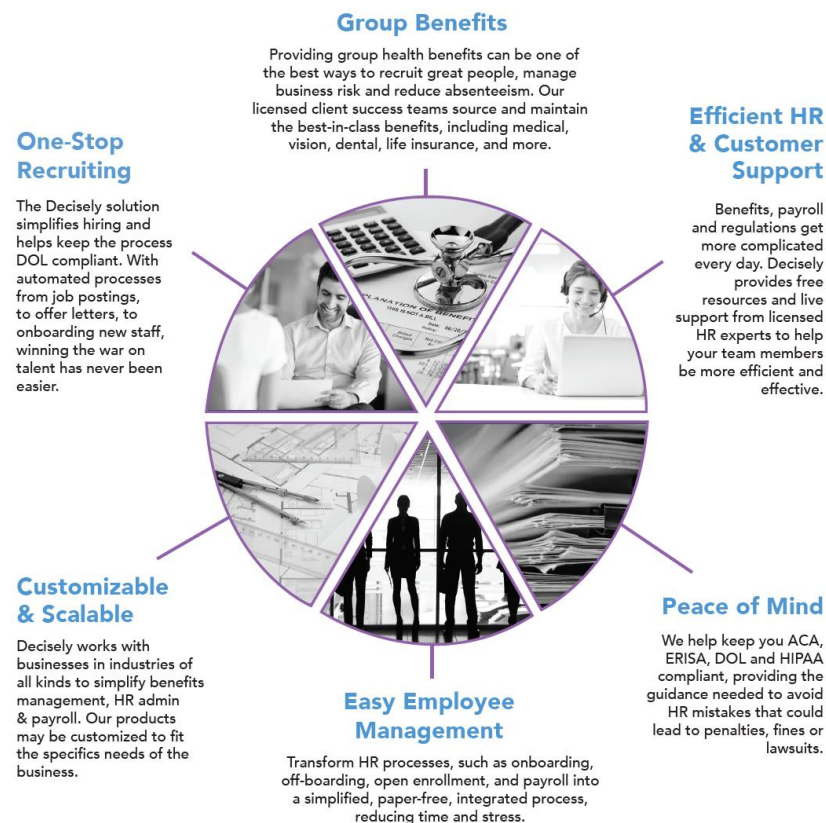 Group Benefits
Providing group health benefits can be one of
the best ways to recruit great people, manage
business risk and reduce absenteeism. Our
licensed client success teams source and maintain
the best-in-class benefits, including medical,
vision, dental, life insurance, and more.
Efficient HR
& Customer
Support
Benefits, payroll
and regulations get
more complicated
every day. Decisely
provides free
resources and live
support from licensed
HR experts to help
your team members
be more efficient and
effective.
One-Stop
Recruiting
The Decisely solution
simplifies hiring and
helps keep the process
DOL compliant. With
automated processes
from job postings,
to offer letters, to
onboarding new staff,
winning the war on
talent has never been
easier.
PLANATION OF BENEFIT
THIS IS NOT A BILL
Customizable
& Scalable
Decisely works with
businesses in industries of
all kinds to simplify benefits
management, HR admin
& payroll. Our products
may be customized to fit
the specifics needs of the
business.
Peace of Mind
We help keep you ACA,
ERISA, DOL and HIPAA
compliant, providing the
guidance needed to avoid
HR mistakes that could
lead to penalties, fines or
lawsuits.
Easy Employee
Management
Transform HR processes, such as onboarding,
off-boarding, open enrollment, and payroll into
a simplified, paper-free, integrated process,
reducing time and stress.